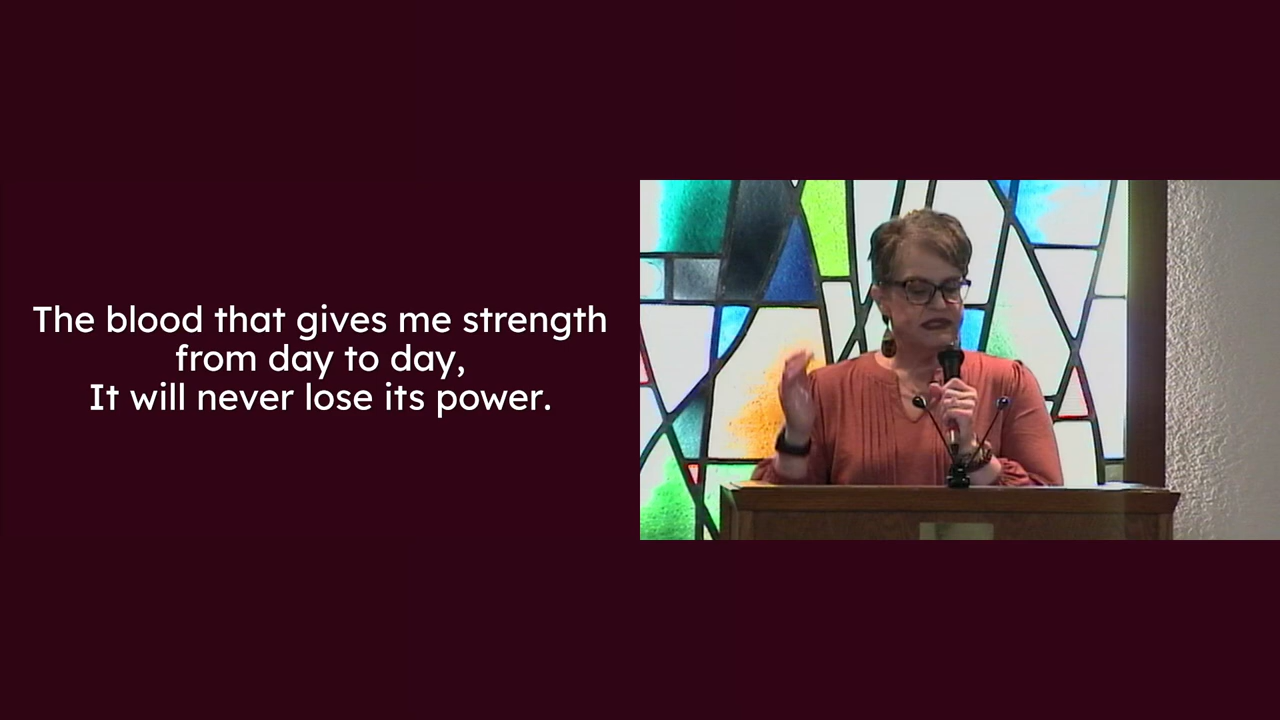 The blood that gives me strength
from day to day,
It will never lose its power.